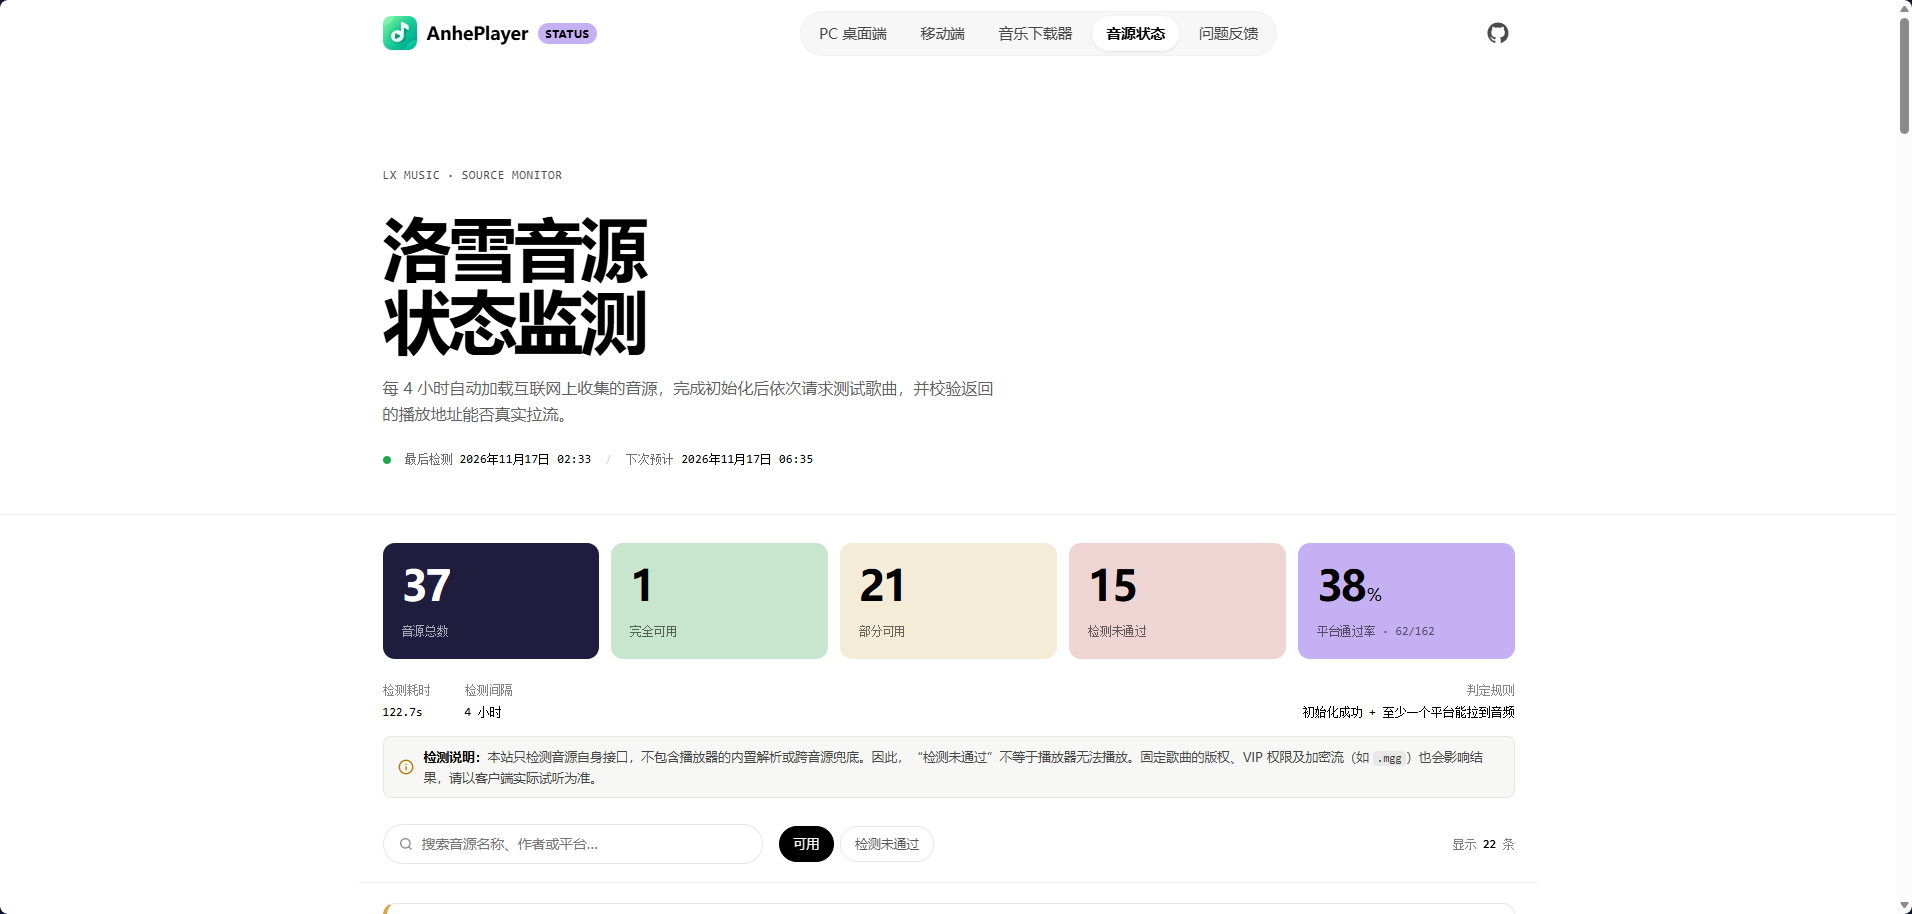 AnhePlayer STATUS
PC 桌面端 移动端 音乐下载器 音源状态 问题反馈
LX MUSIC · SOURCE MONITOR
洛雪音源
状态监测
每 4 小时自动加载互联网上收集的音源，完成初始化后依次请求测试歌曲，并校验返回
的播放地址能否真实拉流。
最后检测 2026年11月17日 02:33 / 下次预计 2026年11月17日 06:35
37 1 21 15 38%
音源总数 完全可用 部分可用 检测未通过 平台通过率 · 62/162
检测耗时 检测间隔 判定规则
122.7s 4 小时 初始化成功 + 至少一个平台能拉到音频
检测说明：本站只检测音源自身接口，不包含播放器的内置解析或跨音源兜底。因此，“检测未通过”不等于播放器无法播放。固定歌曲的版权、VIP 权限及加密流（如 .mgg ）也会影响结
果，请以客户端实际试听为准。
搜索音源名称、作者或平台... 可用 检测未通过 显示 22 条